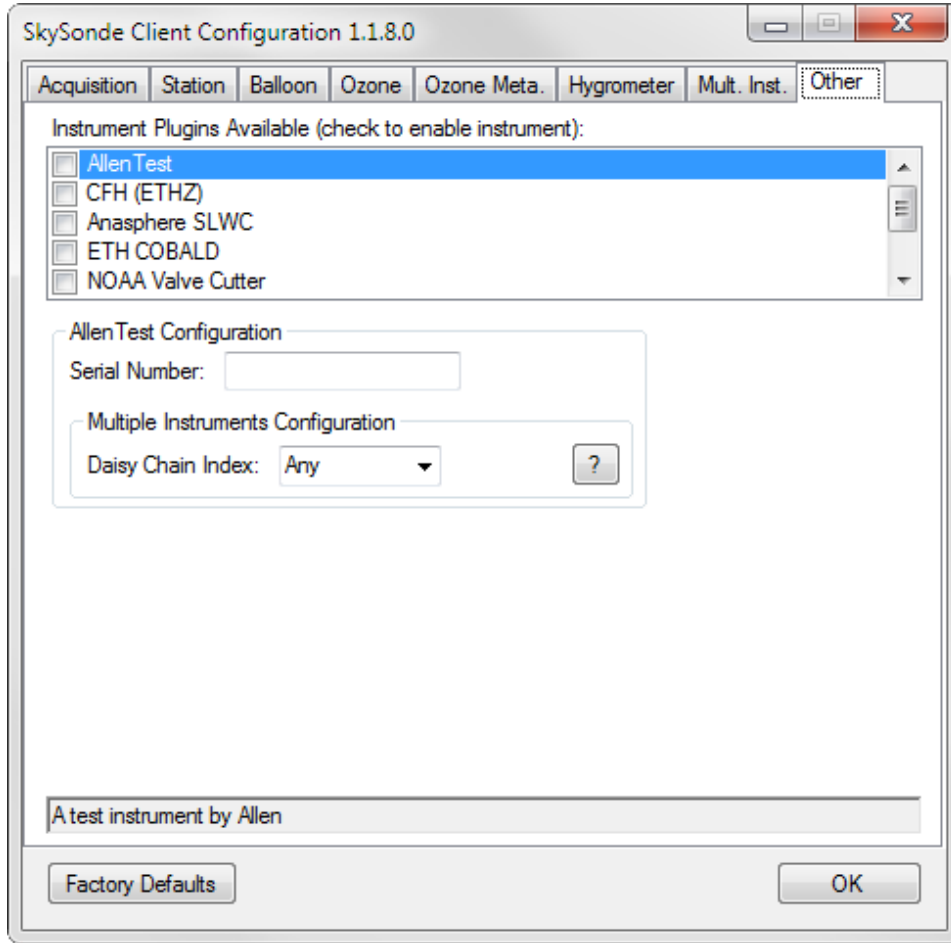 SkySonde Client Configuration 1.1.8.0
Acquisition Station Balloon Ozone Ozone Meta. Hygrometer Mult. Inst. Other
Instrument Plugins Available (check to enable instrument):
AllenTest
CFH (ETHZ)
Anasphere SLWC
ETH COBALD
NOAA Valve Cutter
AllenTest Configuration
Serial Number:
Multiple Instruments Configuration
Daisy Chain Index: Any ?
A test instrument by Allen
Factory Defaults OK